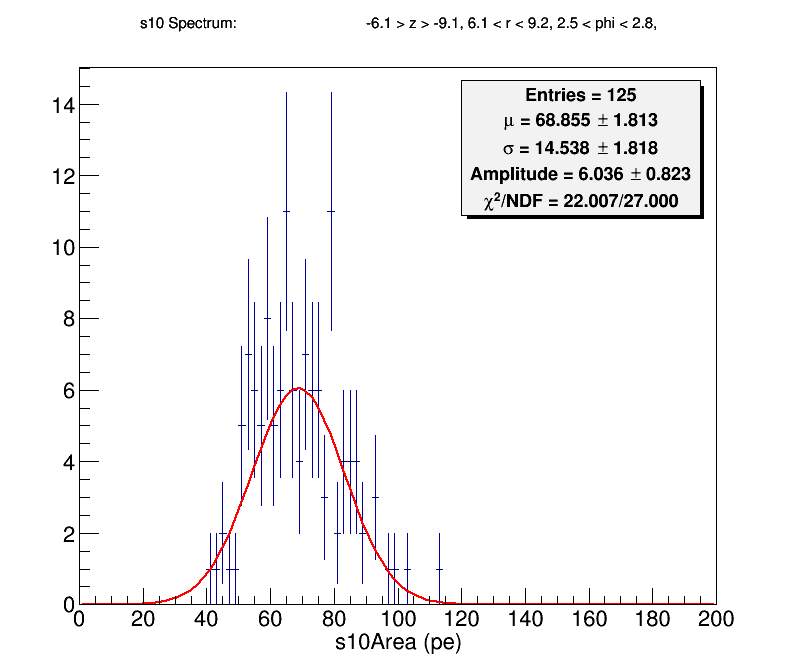 s10 Spectrum: -6.1 > z > -9.1, 6.1 < r < 9.2, 2.5 < phi < 2.8,
Entries = 125
μ = 68.855 ± 1.813
σ = 14.538 ± 1.818
Amplitude = 6.036 ± 0.823
χ²/NDF = 22.007/27.000
14
12
10
8
6
4
2
0
0 20 40 60 80 100 120 140 160 180 200
s10Area (pe)